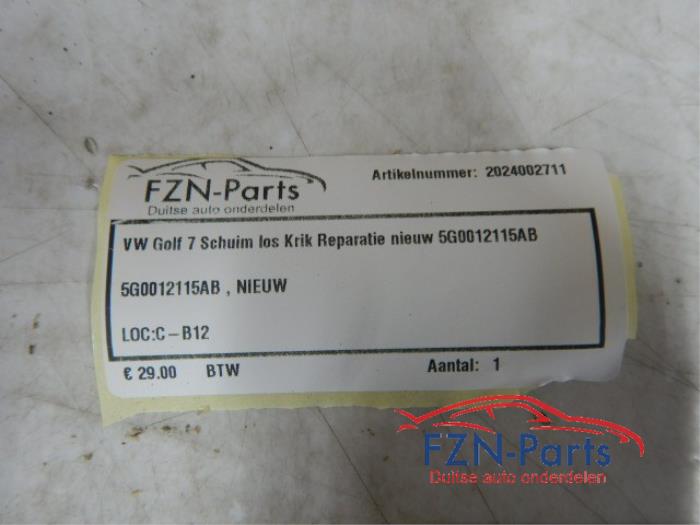 FZN-Parts
Duitse auto onderdelen
Artikelnummer: 2024002711
VW Golf 7 Schuim los Krik Reparatie nieuw 5G0012115AB
5G0012115AB , NIEUW
LOC:C-B12
€ 29.00 BTW Aantal: 1
FZN-Parts
Duitse auto onderdelen